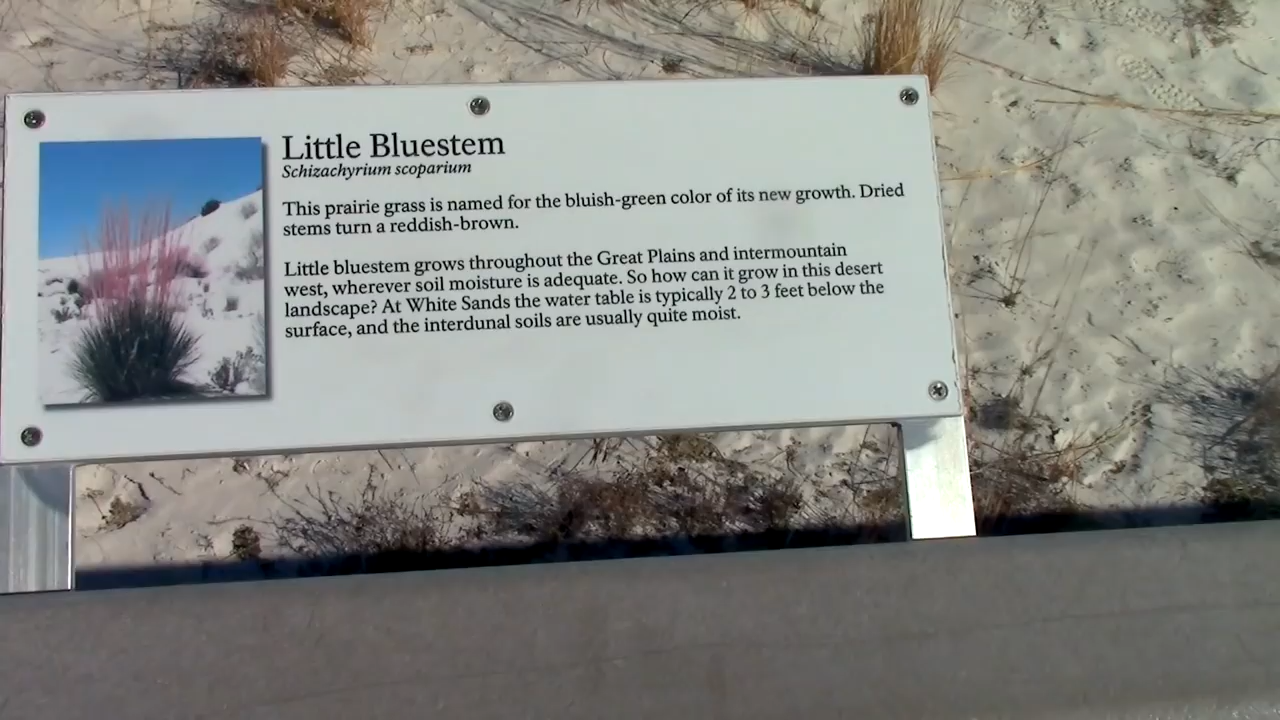 Little Bluestem
Schizachyrium scoparium
This prairie grass is named for the bluish-green color of its new growth. Dried
stems turn a reddish-brown.
Little bluestem grows throughout the Great Plains and intermountain
west, wherever soil moisture is adequate. So how can it grow in this desert
landscape? At White Sands the water table is typically 2 to 3 feet below the
surface, and the interdunal soils are usually quite moist.